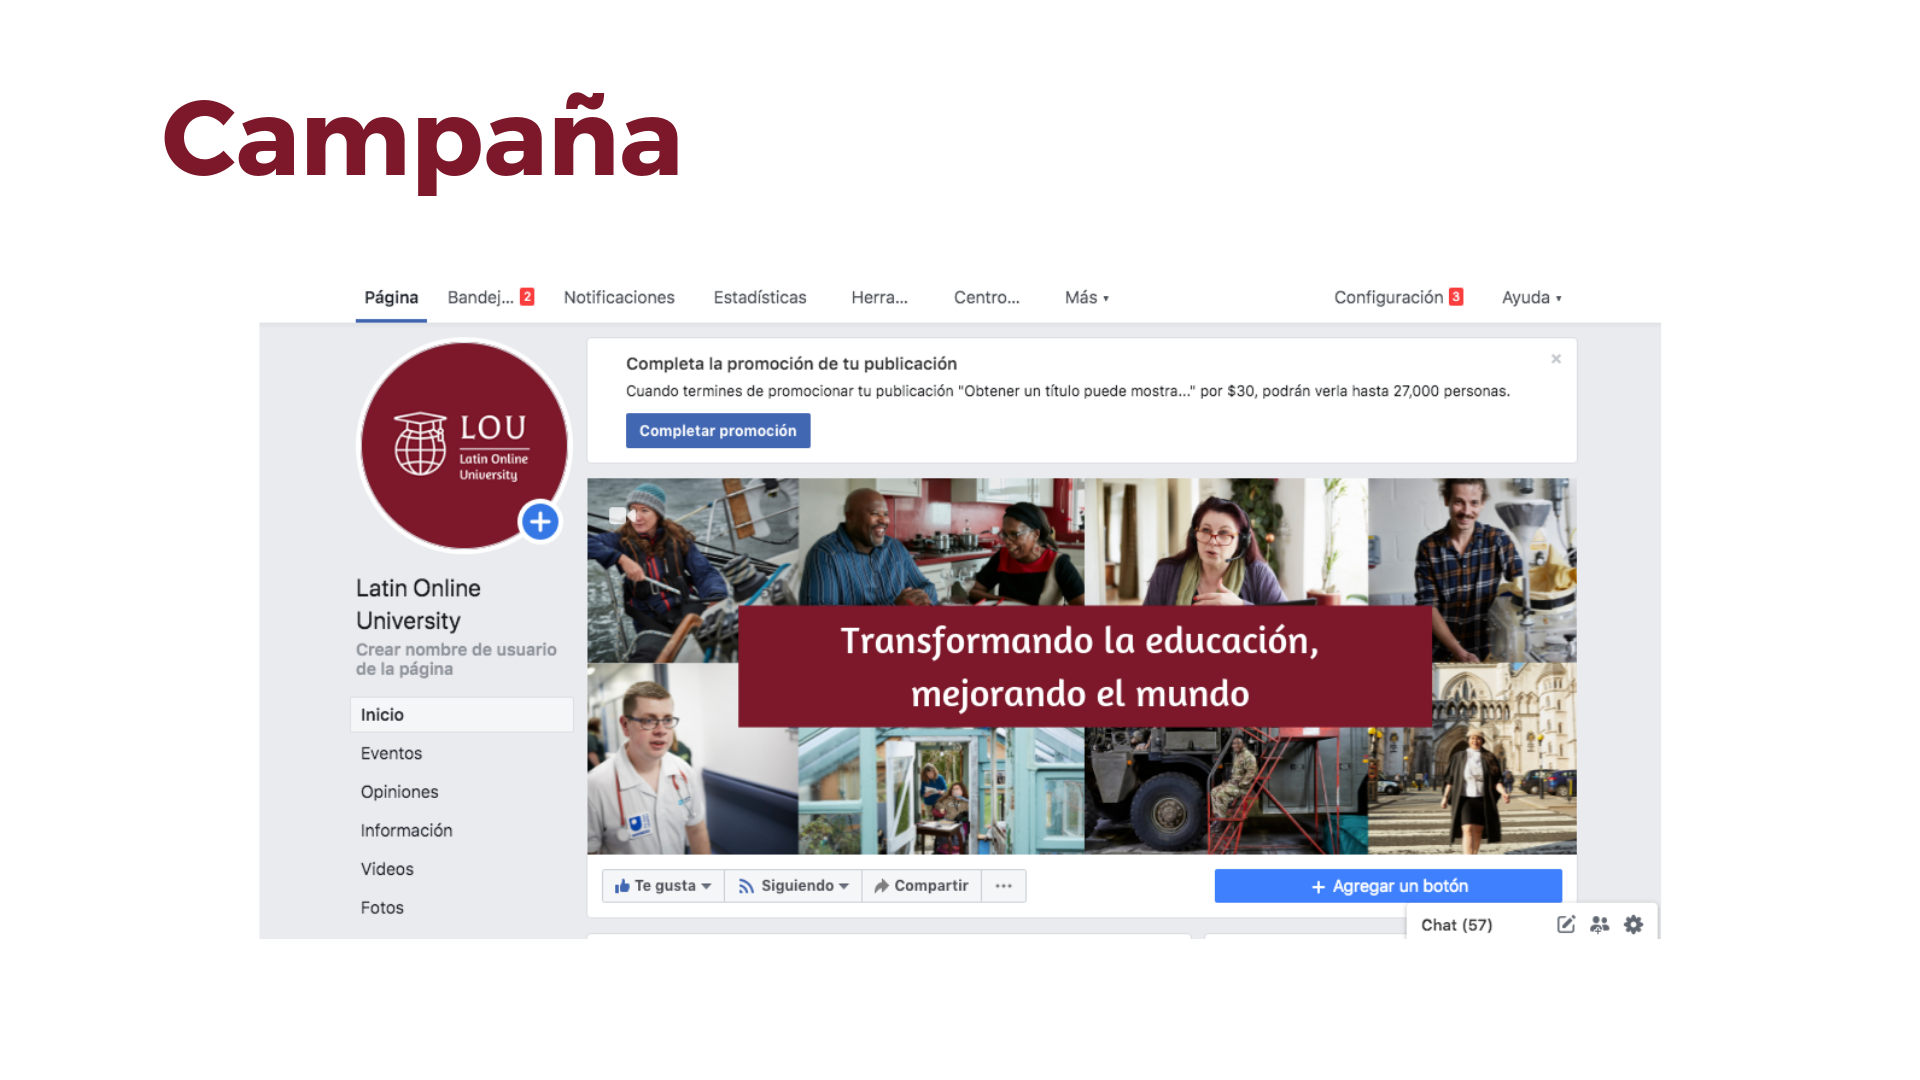 Campaña
Página Bandej... 2 Notificaciones Estadísticas Herra... Centro... Más Configuración 3 Ayuda
Completa la promoción de tu publicación
Cuando termines de promocionar tu publicación "Obtener un título puede mostra..." por $30, podrán verla hasta 27,000 personas.
Completar promoción
LOU
Latin Online
University
Latin Online
University
Crear nombre de usuario
de la página
Inicio
Eventos
Opiniones
Información
Videos
Fotos
Transformando la educación,
mejorando el mundo
Te gusta Siguiendo Compartir ... + Agregar un botón
Chat (57)